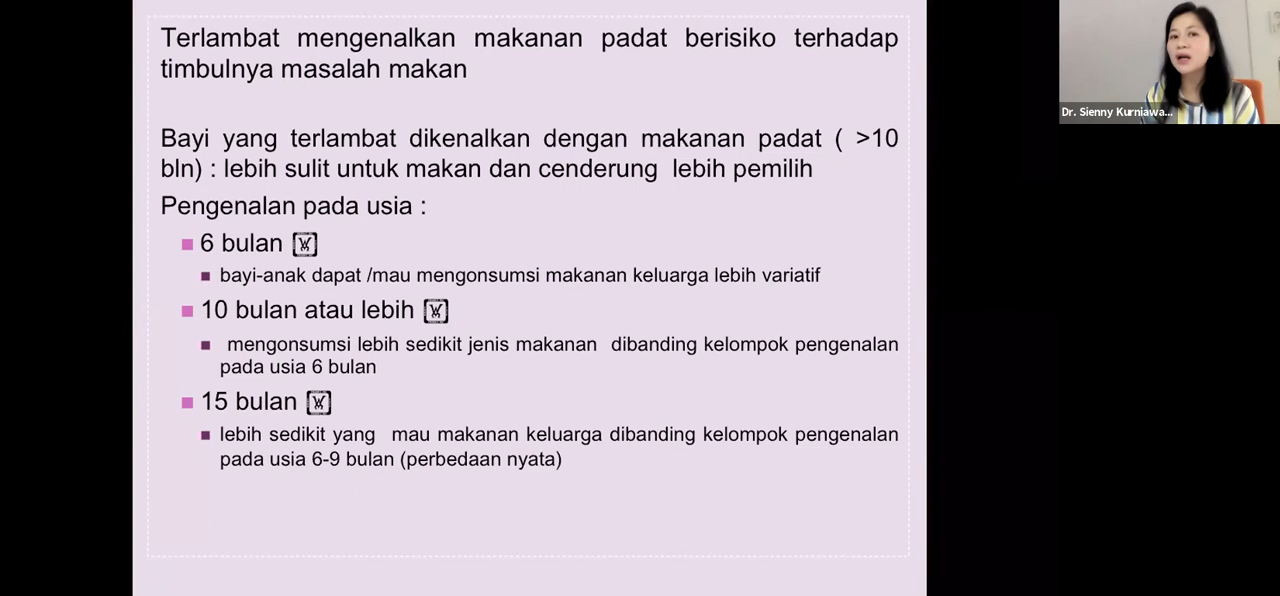 Terlambat mengenalkan makanan padat berisiko terhadap
timbulnya masalah makan
Bayi yang terlambat dikenalkan dengan makanan padat ( >10
bln) : lebih sulit untuk makan dan cenderung lebih pemilih
Pengenalan pada usia :
6 bulan
bayi-anak dapat /mau mengonsumsi makanan keluarga lebih variatif
10 bulan atau lebih
mengonsumsi lebih sedikit jenis makanan dibanding kelompok pengenalan
pada usia 6 bulan
15 bulan
lebih sedikit yang mau makanan keluarga dibanding kelompok pengenalan
pada usia 6-9 bulan (perbedaan nyata)
Dr. Sienny Kurniawa...